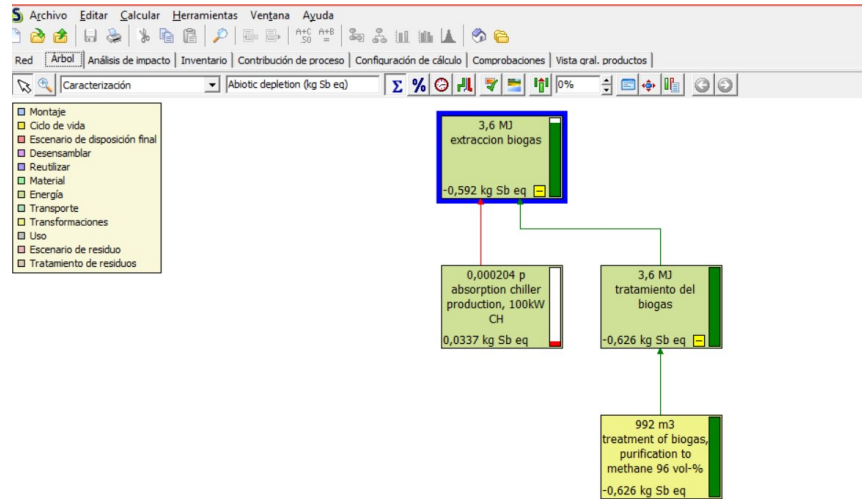 S Archivo Editar Calcular Herramientas Ventana Ayuda
A+C
50
A+B
=
Red Árbol Análisis de impacto Inventario Contribución de proceso Configuración de cálculo Comprobaciones Vista gral. productos
Caracterización Abiotic depletion (kg Sb eq) Σ % 0%
Montaje
Ciclo de vida
Escenario de disposición final
Desensamblar
Reutilizar
Material
Energía
Transporte
Transformaciones
Uso
Escenario de residuo
Tratamiento de residuos
3,6 MJ
extraccion biogas
-0,592 kg Sb eq
0,000204 p
absorption chiller
production, 100kW
CH
0,0337 kg Sb eq
3,6 MJ
tratamiento del
biogas
-0,626 kg Sb eq
992 m3
treatment of biogas,
purification to
methane 96 vol-%
-0,626 kg Sb eq